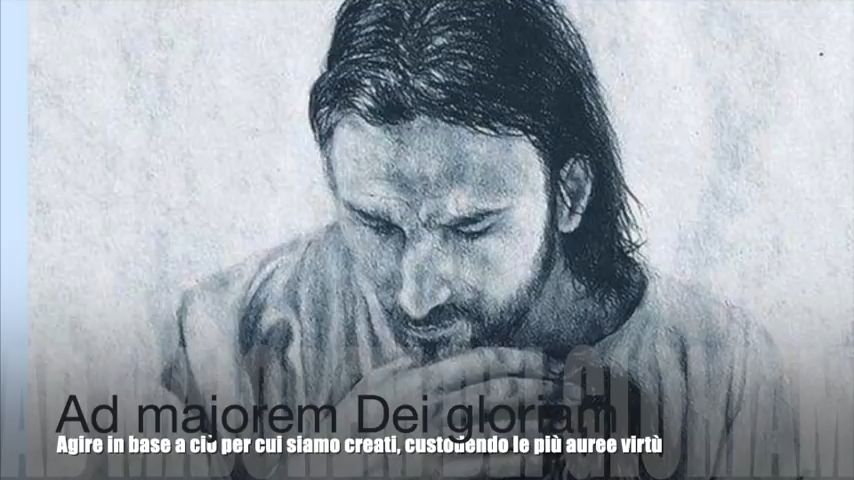 Ad majorem Dei gloriam
Agire in base a ciò per cui siamo creati, custodendo le più auree virtù